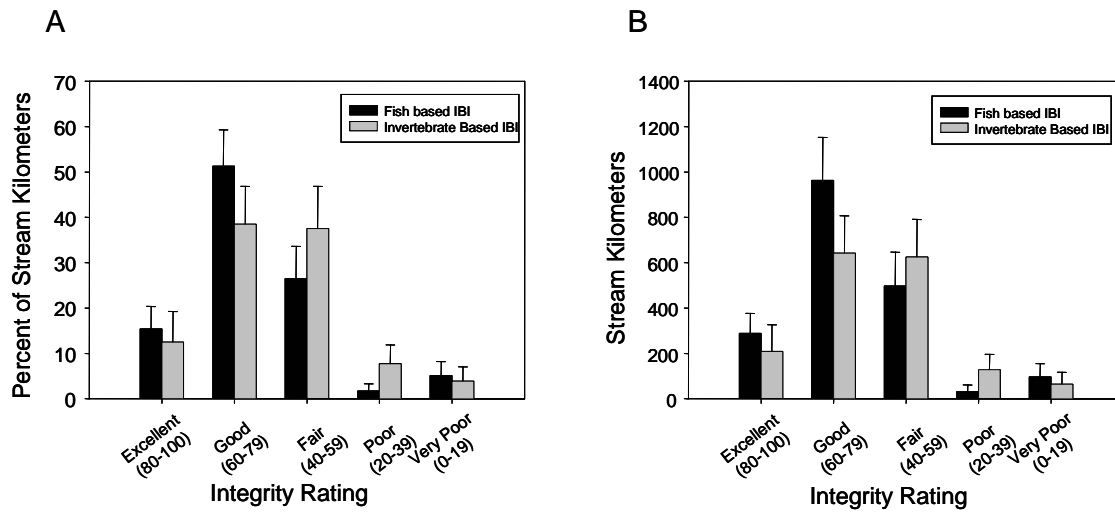 A
Percent of Stream Kilometers
70
60
50
40
30
20
10
0
Fish based IBI
Invertebrate Based IBI
Excellent
(80-100)
Good
(60-79)
Fair
(40-59)
Poor
(20-39)
Very Poor
(0-19)
Integrity Rating
B
Stream Kilometers
1400
1200
1000
800
600
400
200
0
Fish based IBI
Invertebrate Based IBI
Excellent
(80-100)
Good
(60-79)
Fair
(40-59)
Poor
(20-39)
Very Poor
(0-19)
Integrity Rating